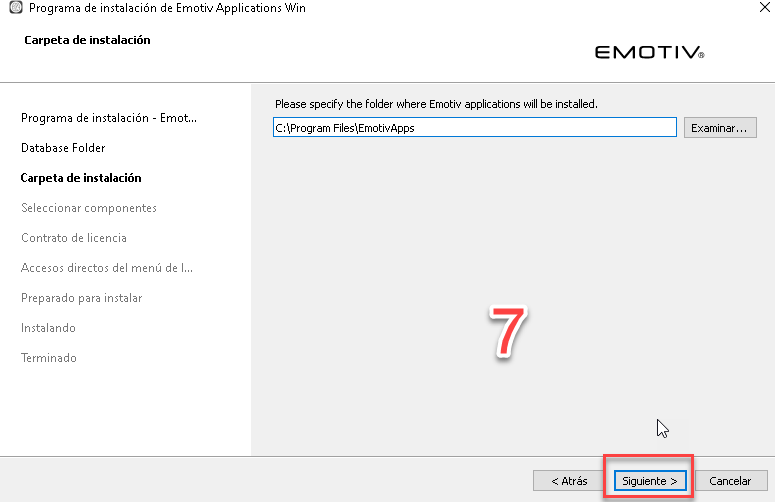 Programa de instalación de Emotiv Applications Win
Carpeta de instalación
EMOTIV®
Programa de instalación - Emot...
Database Folder
Carpeta de instalación
Seleccionar componentes
Contrato de licencia
Accesos directos del menú de I...
Preparado para instalar
Instalando
Terminado
Please specify the folder where Emotiv applications will be installed.
C:\Program Files\EmotivApps
Examinar...
7
< Atrás
Siguiente >
Cancelar